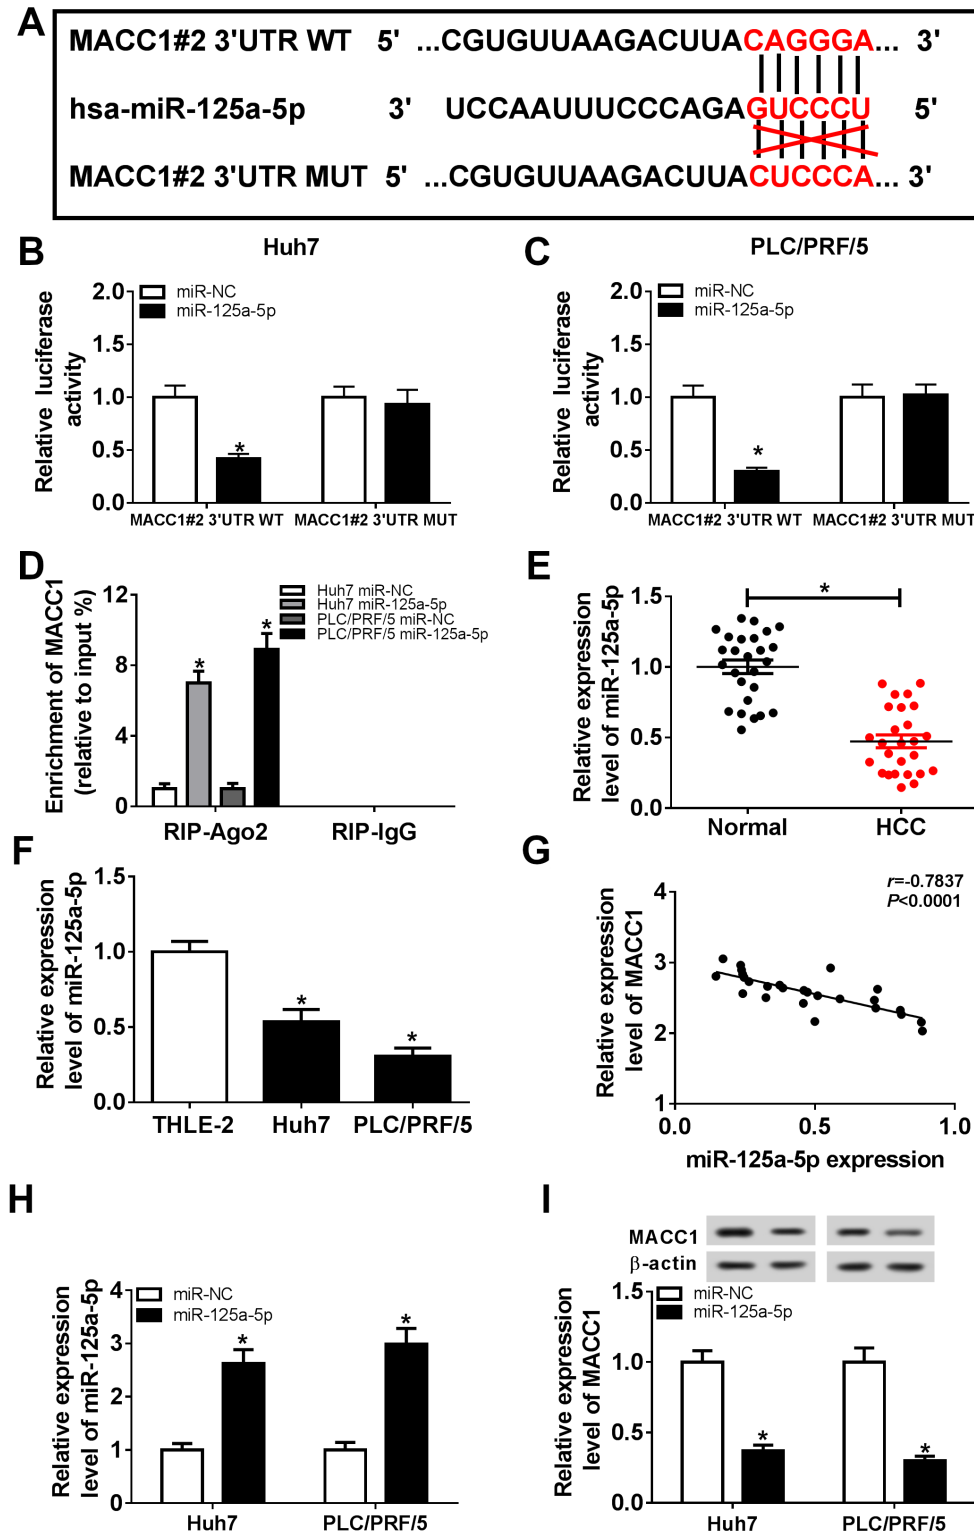 A
MACC1#2 3'UTR WT 5' ...CGUGUUAAGACUUACAGGGA... 3'
hsa-miR-125a-5p 3' UCCAAUUUCCCAGAGUCCCU 5'
MACC1#2 3'UTR MUT 5' ...CGUGUUAAGACUUACUCCCA... 3'
B
Huh7
Relative luciferase
activity
2.0
1.5
1.0
0.5
0.0
miR-NC
miR-125a-5p
*
MACC1#2 3'UTR WT MACC1#2 3'UTR MUT
C
PLC/PRF/5
Relative luciferase
activity
2.0
1.5
1.0
0.5
0.0
miR-NC
miR-125a-5p
*
MACC1#2 3'UTR WT MACC1#2 3'UTR MUT
D
Enrichment of MACC1
(relative to input %)
12
8
4
0
Huh7 miR-NC
Huh7 miR-125a-5p
PLC/PRF/5 miR-NC
PLC/PRF/5 miR-125a-5p
* *
RIP-Ago2 RIP-IgG
E
Relative expression
level of miR-125a-5p
1.5
1.0
0.5
0.0
*
Normal HCC
F
Relative expression
level of miR-125a-5p
1.5
1.0
0.5
0.0
* *
THLE-2 Huh7 PLC/PRF/5
G
Relative expression
level of MACC1
4
3
2
1
r=-0.7837
P<0.0001
0.0 0.5 1.0
miR-125a-5p expression
H
Relative expression
level of miR-125a-5p
4
3
2
1
0
miR-NC
miR-125a-5p
* *
Huh7 PLC/PRF/5
I
MACC1
β-actin
Relative expression
level of MACC1
1.5
1.0
0.5
0.0
miR-NC
miR-125a-5p
* *
Huh7 PLC/PRF/5